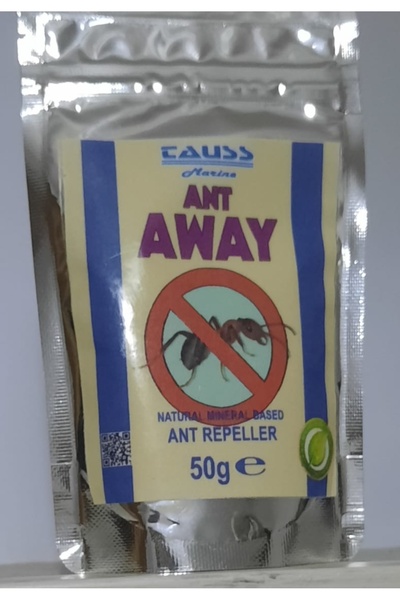 TAUSS
Marine
ANT
AWAY
NATURAL MINERAL BASED
ANT REPELLER
50g e